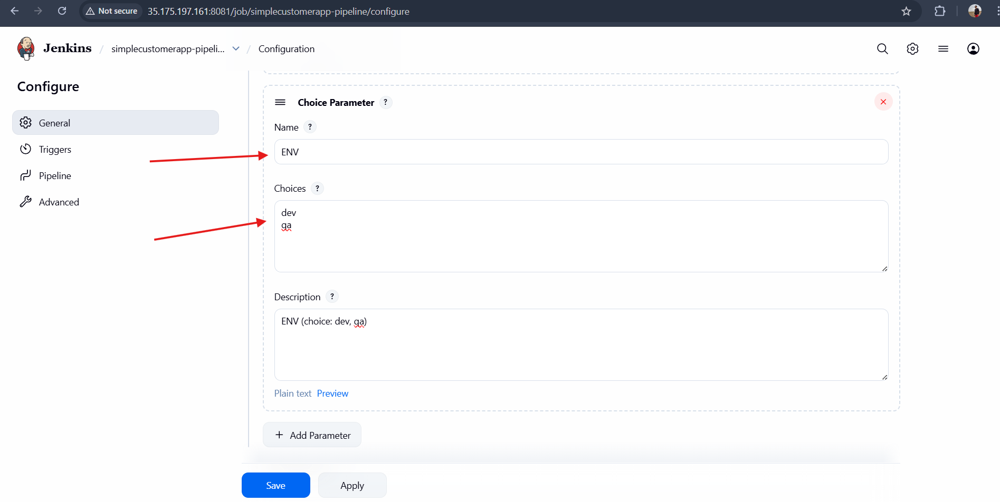 Not secure 35.175.197.161:8081/job/simplecustomerapp-pipeline/configure
Jenkins / simplecustomerapp-pipeli... / Configuration
Configure
General
Triggers
Pipeline
Advanced
Choice Parameter ?
Name ?
ENV
Choices ?
dev
qa
Description ?
ENV (choice: dev, qa)
Plain text Preview
+ Add Parameter
Save Apply